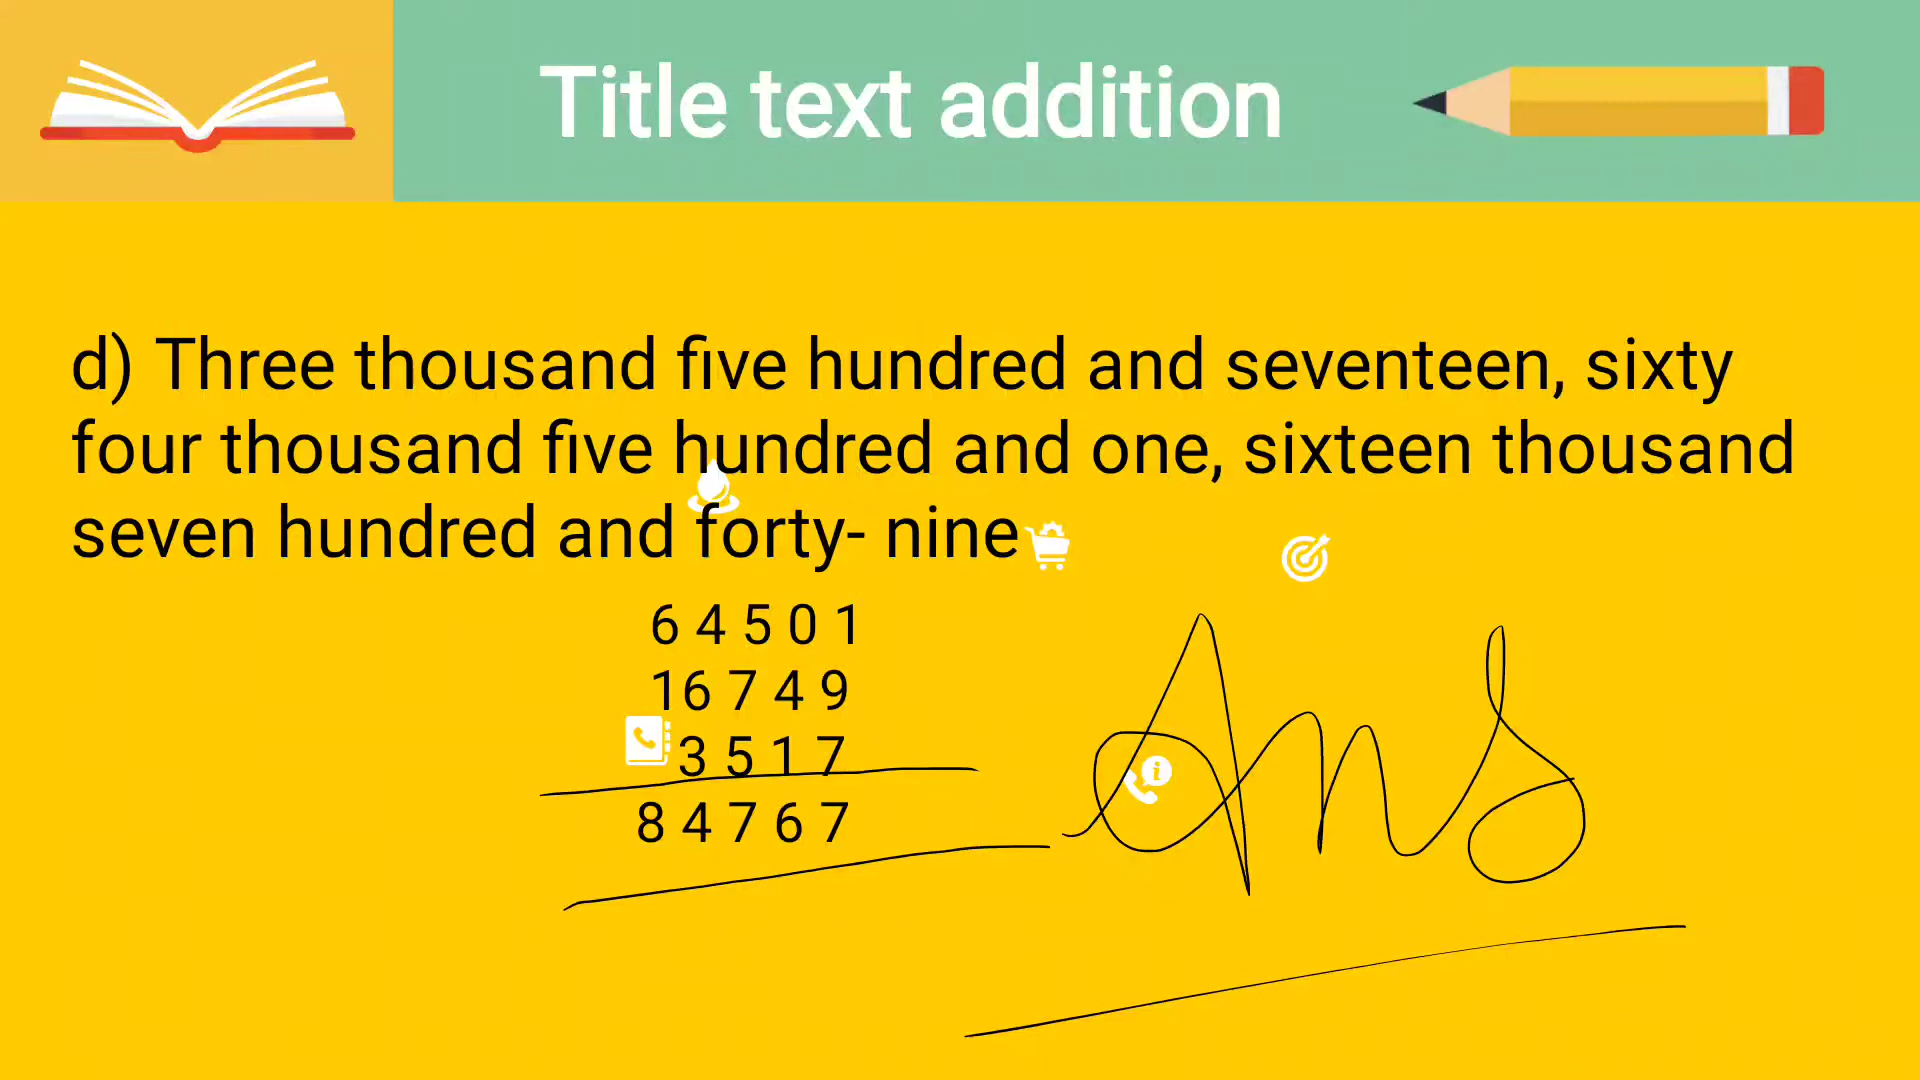 Title text addition
d) Three thousand five hundred and seventeen, sixty
four thousand five hundred and one, sixteen thousand
seven hundred and forty- nine
6 4 5 0 1
16 7 4 9
3 5 1 7
8 4 7 6 7
Ans